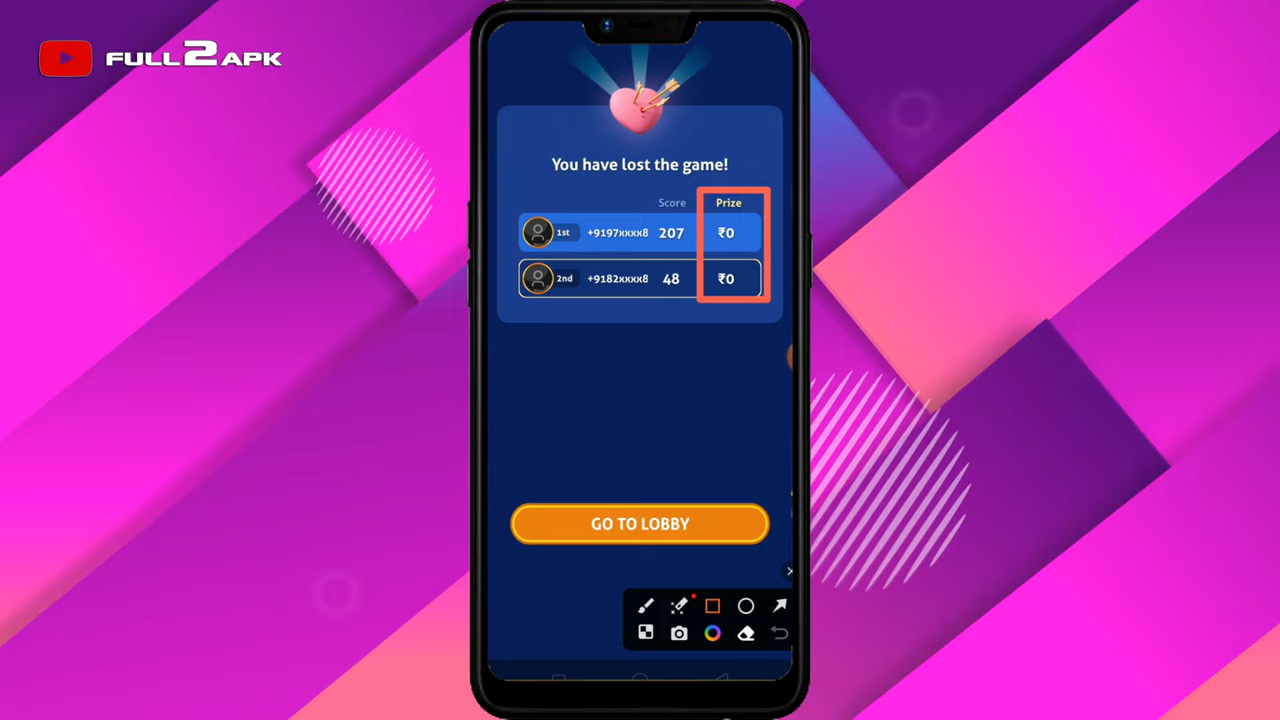 FULL2APK
You have lost the game!
Score Prize
1st +9197xxxx8 207 ₹0
2nd +9182xxxx8 48 ₹0
GO TO LOBBY